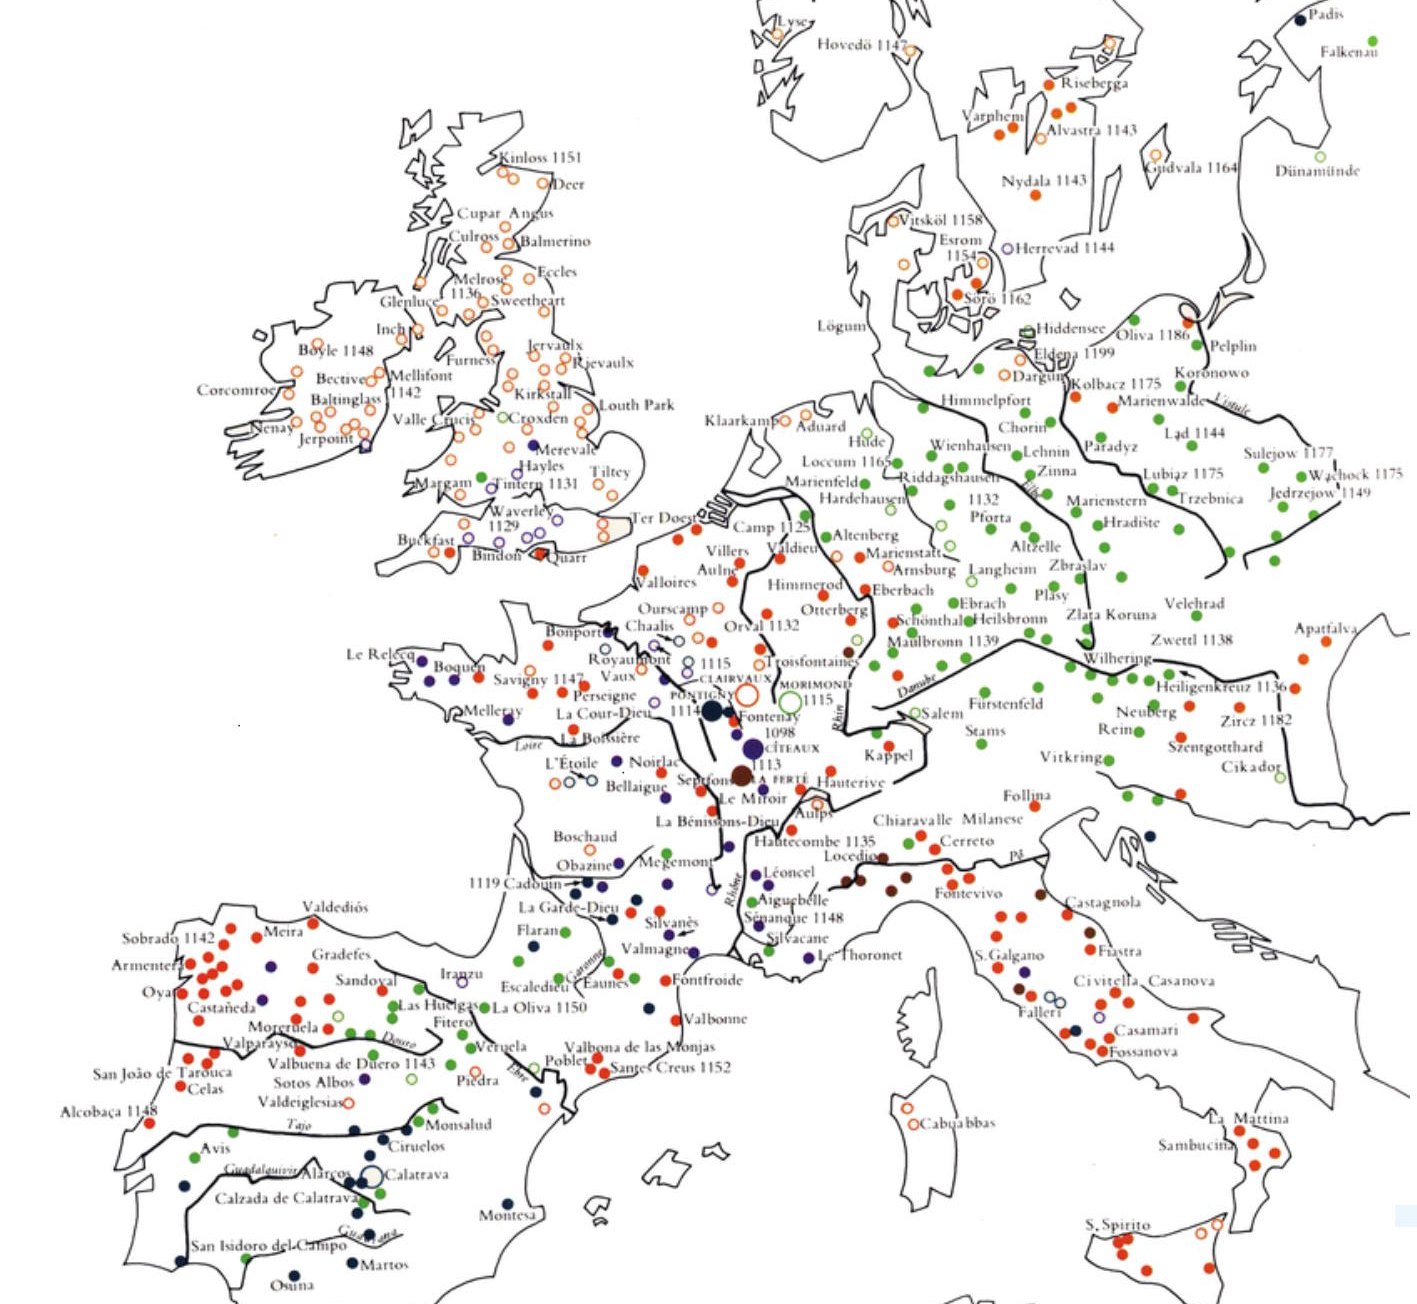 Lyse
Hovedö 1147
Padis
Falkenau
Riseberga
Varnhem
Alvastra 1143
Gudvala 1164
Dünamünde
Nydala 1143
Kinloss 1151
Deer
Cupar Angus
Culross
Balmerino
Vitsköl 1158
Esrom
1154
Herrevad 1144
Melrose
1136
Eccles
Glenluce
Sweetheart
Sorö 1162
Inch
Lögum
Hiddensee
Oliva 1186
Pelplin
Boyle 1148
Furness
Jervaulx
Rievaulx
Eldena 1199
Dargun
Koronowo
Corcomroe
Bective
Mellifont
1142
Kirkstall
Kolbacz 1175
Marienwalde
Vistule
Baltinglass
Louth Park
Himmelpfort
Nenay
Jerpoint
Valle Crucis
Croxden
Klaarkamp
Aduard
Chorin
Lad 1144
Merevale
Hude
Wienhausen
Lehnin
Paradyz
Sulejow 1177
Hayles
Loccum 1165
Zinna
Margam
Tintern 1131
Tiltey
Marienfeld
Riddagshausen
Elbe
Lubiąz 1175
Wachock 1175
Hardehausen
1132
Marienstern
Trzebnica
Jedrzejow 1149
Waverley
1129
Ter Doest
Camp 1125
Pforta
Hradište
Buckfast
Bindon
Quarr
Altenberg
Altzelle
Villers
Valdieu
Marienstatt
Aulne
Arnsburg
Langheim
Zbraslav
Valloires
Himmerod
Eberbach
Plasy
Ourscamp
Otterberg
Ebrach
Velehrad
Chaalis
Orval 1132
Schönthal
Heilsbronn
Zlata Koruna
Bonport
Maulbronn 1139
Zwettl 1138
Apatfalva
Le Relecq
Royaumont
1115
Troisfontaines
Wilhering
Boquen
Savigny 1147
Vaux
CLAIRVAUX
MORIMOND
1115
Danube
Heiligenkreuz 1136
Perseigne
PONTIGNY
1114
Fürstenfeld
Melleray
La Cour-Dieu
Fontenay
1098
Rhin
Salem
Neuberg
Zircz 1182
Loire
La Boissière
CÎTEAUX
1113
Stams
Rein
Kappel
Szentgotthard
L'Étoile
Noirlac
Vitkring
Cikador
Bellaigue
Septfons
LA FERTÉ
Hauterive
Le Miroir
Follina
La Bénissons-Dieu
Aulps
Chiaravalle Milanese
Boschaud
Hautecombe 1135
Cerreto
Obazine
Megemont
Locedio
Pô
1119 Cadouin
Léoncel
Fontevivo
Rhône
Aiguebelle
Castagnola
Valdediós
La Garde-Dieu
Sénanque 1148
Sobrado 1142
Meira
Flaran
Silvanès
Silvacane
Fiastra
Armentera
Gradefes
Valmagne
Le Thoronet
S.Galgano
Oya
Sandoval
Iranzu
Garonne
Escaledieu
Eaunes
Fontfroide
Civitella Casanova
Castañeda
Las Huelgas
La Oliva 1150
Falleri
Moreruela
Fitero
Valbonne
Casamari
Valparayso
Douro
Veruela
Valbona de las Monjas
Fossanova
Valbuena de Duero 1143
Poblet
San João de Tarouca
Sotos Albos
Piedra
Ebre
Santes Creus 1152
Celas
Valdeiglesias
Alcobaça 1148
Tajo
Monsalud
Cabuabbas
La Mattina
Avis
Ciruelos
Sambucina
Guadalquivir
Alarcos
Calatrava
Calzada de Calatrava
Montesa
S. Spirito
Guadiana
San Isidoro del Campo
Martos
Osuna